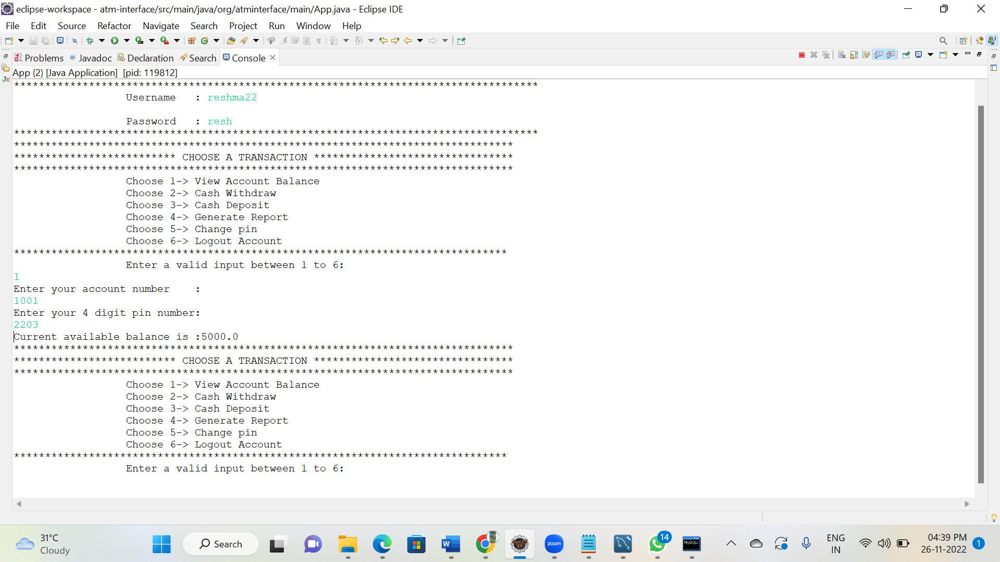 eclipse-workspace - atm-interface/src/main/java/org/atminterface/main/App.java - Eclipse IDE
File Edit Source Refactor Navigate Search Project Run Window Help
Problems @ Javadoc Declaration Search Console
App (2) [Java Application] [pid: 119812]
************************************************************************************
Username : reshma22
Password : resh
************************************************************************************
********************************************************************************
************************** CHOOSE A TRANSACTION ********************************
********************************************************************************
Choose 1-> View Account Balance
Choose 2-> Cash Withdraw
Choose 3-> Cash Deposit
Choose 4-> Generate Report
Choose 5-> Change pin
Choose 6-> Logout Account
*******************************************************************************
Enter a valid input between 1 to 6:
1
Enter your account number :
1001
Enter your 4 digit pin number:
2203
Current available balance is :5000.0
********************************************************************************
************************** CHOOSE A TRANSACTION ********************************
********************************************************************************
Choose 1-> View Account Balance
Choose 2-> Cash Withdraw
Choose 3-> Cash Deposit
Choose 4-> Generate Report
Choose 5-> Change pin
Choose 6-> Logout Account
*******************************************************************************
Enter a valid input between 1 to 6:
31°C
Cloudy
Search
W
Java EE
IDE
zoom
14
MySQL
ENG
IN
04:39 PM
26-11-2022
1